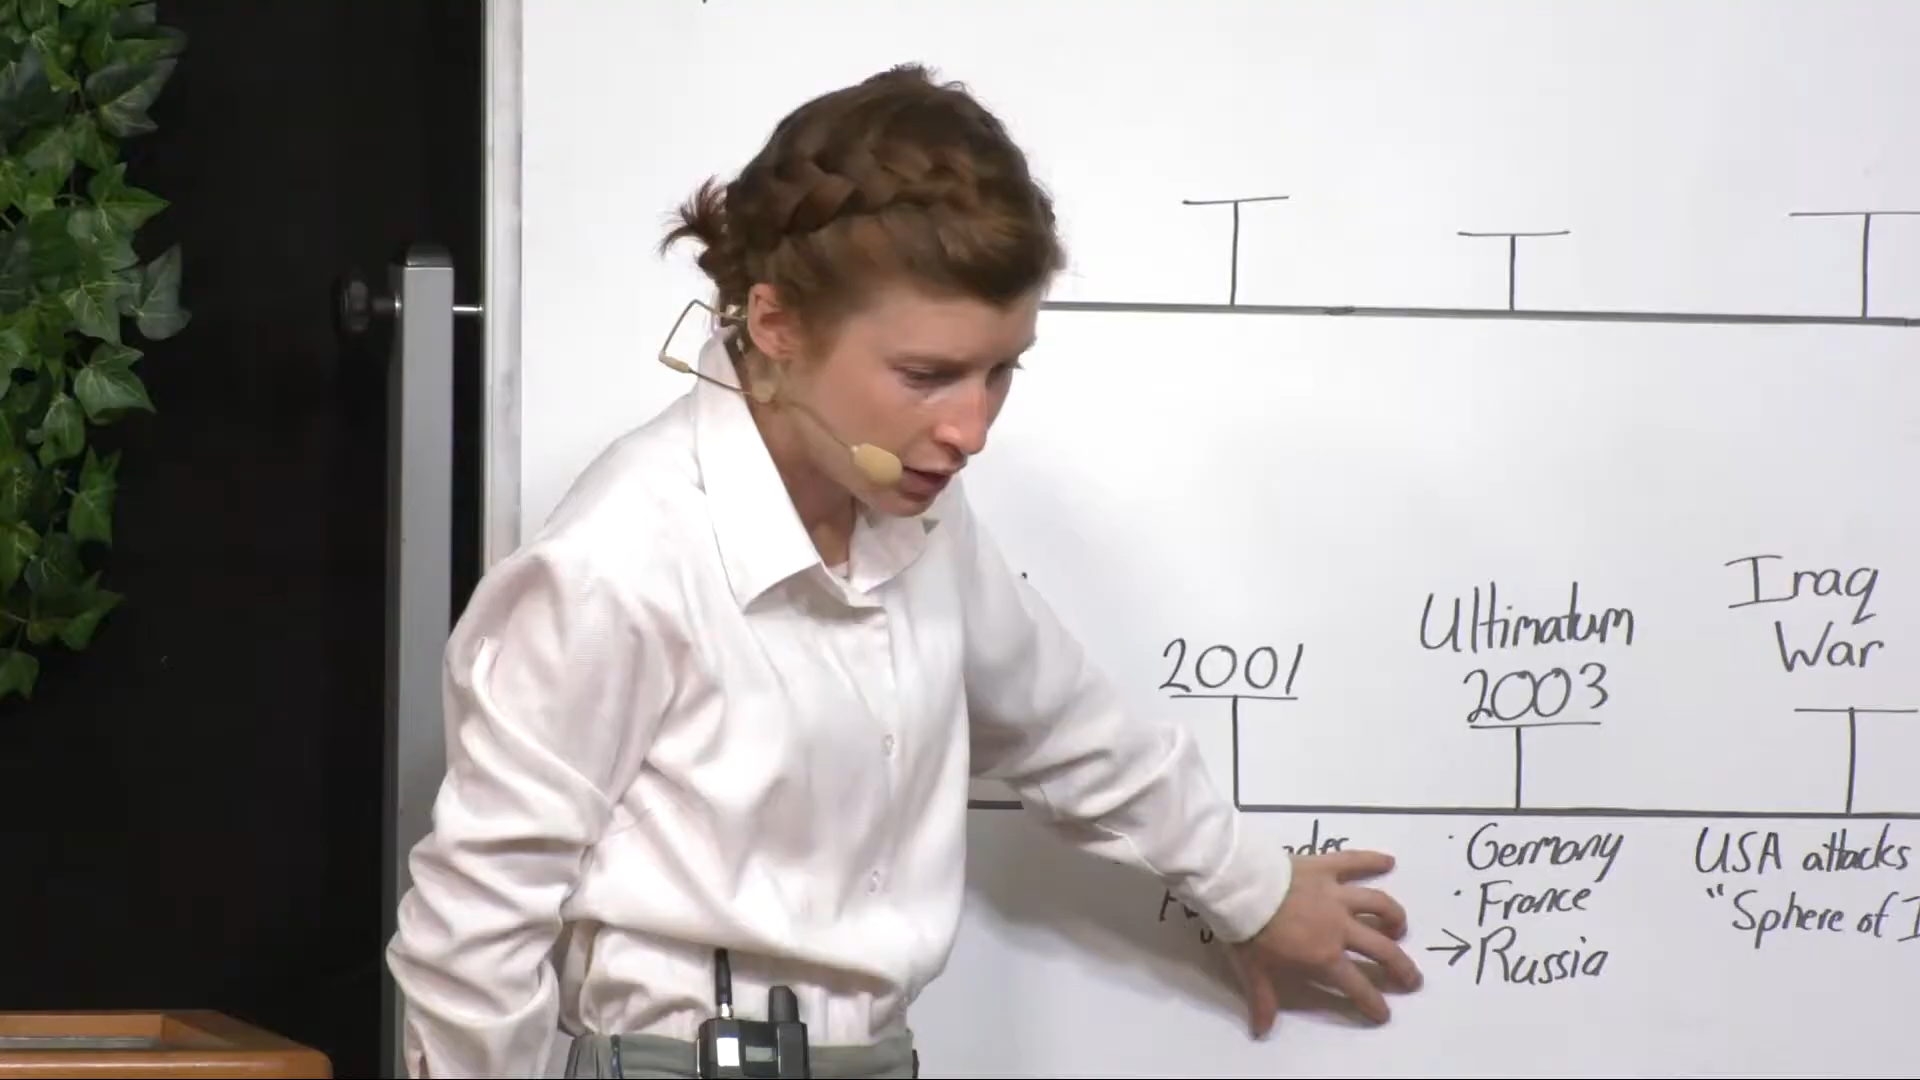 2001
Ultimatum
2003
Iraq
War
· Germany
· France
→ Russia
USA attacks
"Sphere of